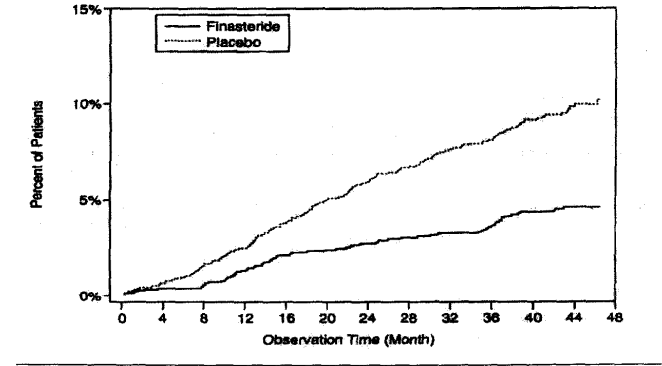 15%
Finasteride
Placebo
10%
Percent of Patients
5%
0%
0 4 8 12 16 20 24 28 32 36 40 44 48
Observation Time (Month)